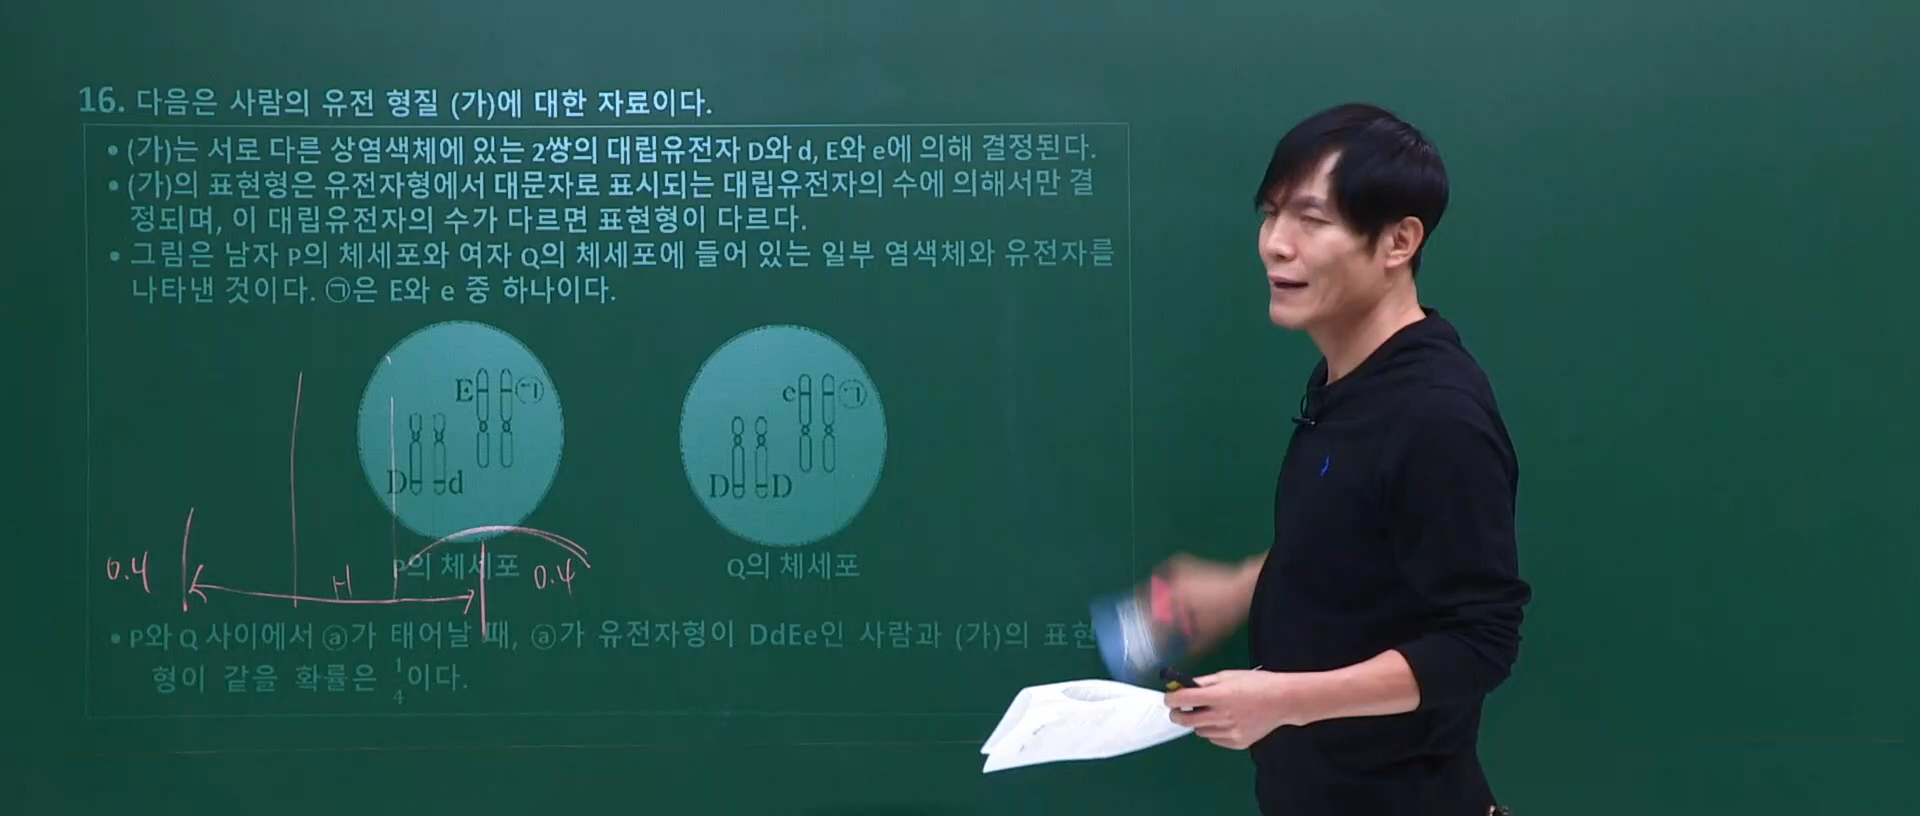 16. 다음은 사람의 유전 형질 (가)에 대한 자료이다.
• (가)는 서로 다른 상염색체에 있는 2쌍의 대립유전자 D와 d, E와 e에 의해 결정된다.
• (가)의 표현형은 유전자형에서 대문자로 표시되는 대립유전자의 수에 의해서만 결
정되며, 이 대립유전자의 수가 다르면 표현형이 다르다.
• 그림은 남자 P의 체세포와 여자 Q의 체세포에 들어 있는 일부 염색체와 유전자를
나타낸 것이다. ㉠은 E와 e 중 하나이다.
E ㉠
D d
e ㉠
D D
P의 체세포
Q의 체세포
0.4 H 0.4
• P와 Q 사이에서 ⓐ가 태어날 때, ⓐ가 유전자형이 DdEe인 사람과 (가)의 표현
형이 같을 확률은 1/4이다.